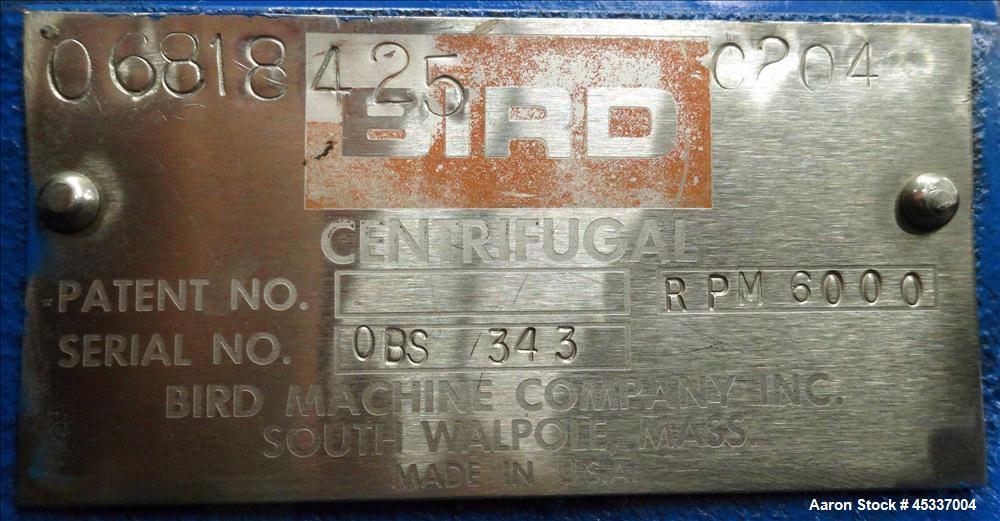 06818 425 C204
BIRD
CENTRIFUGAL
PATENT NO. RPM 6000
SERIAL NO. OBS 343
BIRD MACHINE COMPANY INC.
SOUTH WALPOLE, MASS.
MADE IN U.S.A.
Aaron Stock # 45337004